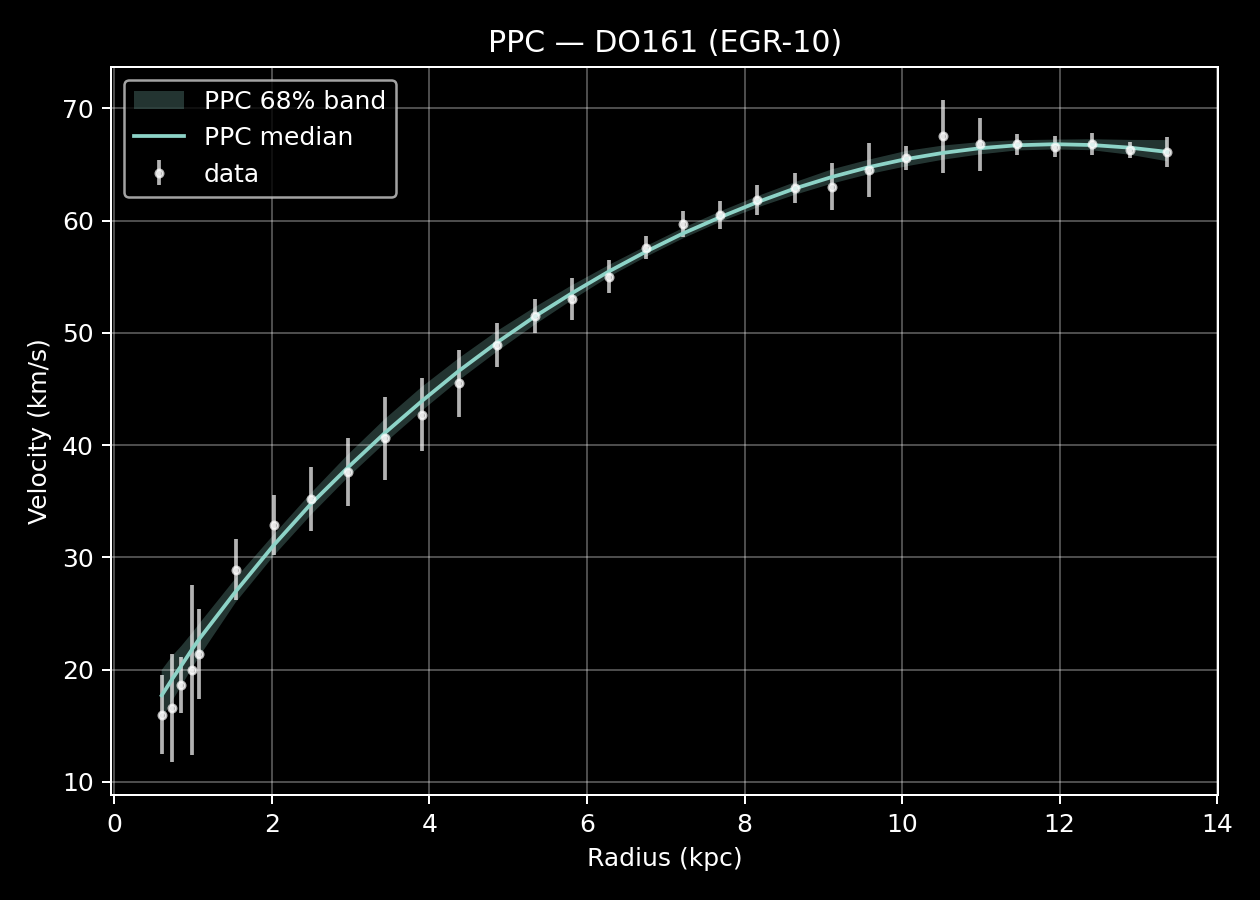 PPC — DO161 (EGR-10)
PPC 68% band
PPC median
data
70
60
50
40
30
20
10
Velocity (km/s)
0 2 4 6 8 10 12 14
Radius (kpc)